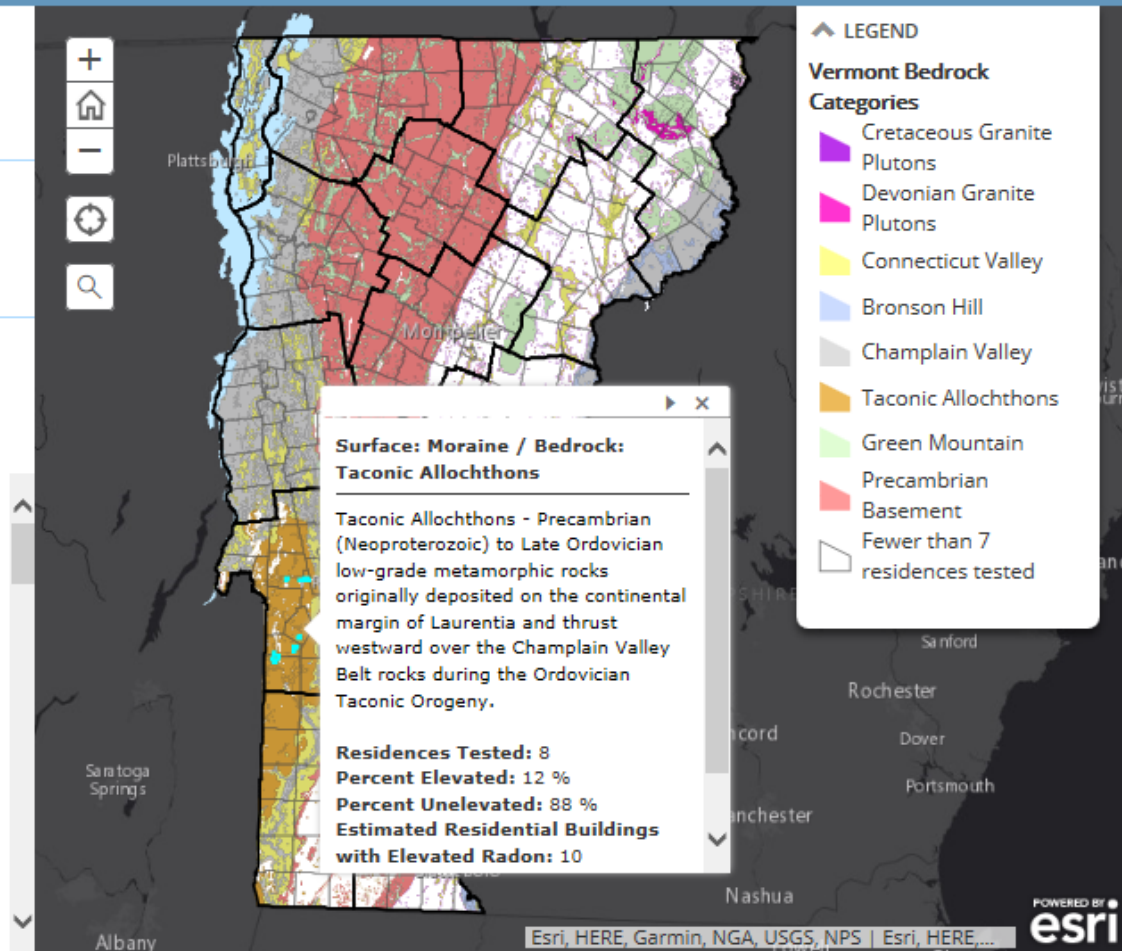 LEGEND
Vermont Bedrock
Categories
Cretaceous Granite
Plutons
Devonian Granite
Plutons
Connecticut Valley
Bronson Hill
Champlain Valley
Taconic Allochthons
Green Mountain
Precambrian
Basement
Fewer than 7
residences tested
+
−
Plattsburgh
Montpelier
Surface: Moraine / Bedrock:
Taconic Allochthons
Taconic Allochthons - Precambrian
(Neoproterozoic) to Late Ordovician
low-grade metamorphic rocks
originally deposited on the continental
margin of Laurentia and thrust
westward over the Champlain Valley
Belt rocks during the Ordovician
Taconic Orogeny.
Residences Tested: 8
Percent Elevated: 12 %
Percent Unelevated: 88 %
Estimated Residential Buildings
with Elevated Radon: 10
Saratoga
Springs
Albany
PSHIRE
Sanford
Rochester
ncord
Dover
Portsmouth
anchester
Nashua
Esri, HERE, Garmin, NGA, USGS, NPS | Esri, HERE,...
POWERED BY
esri